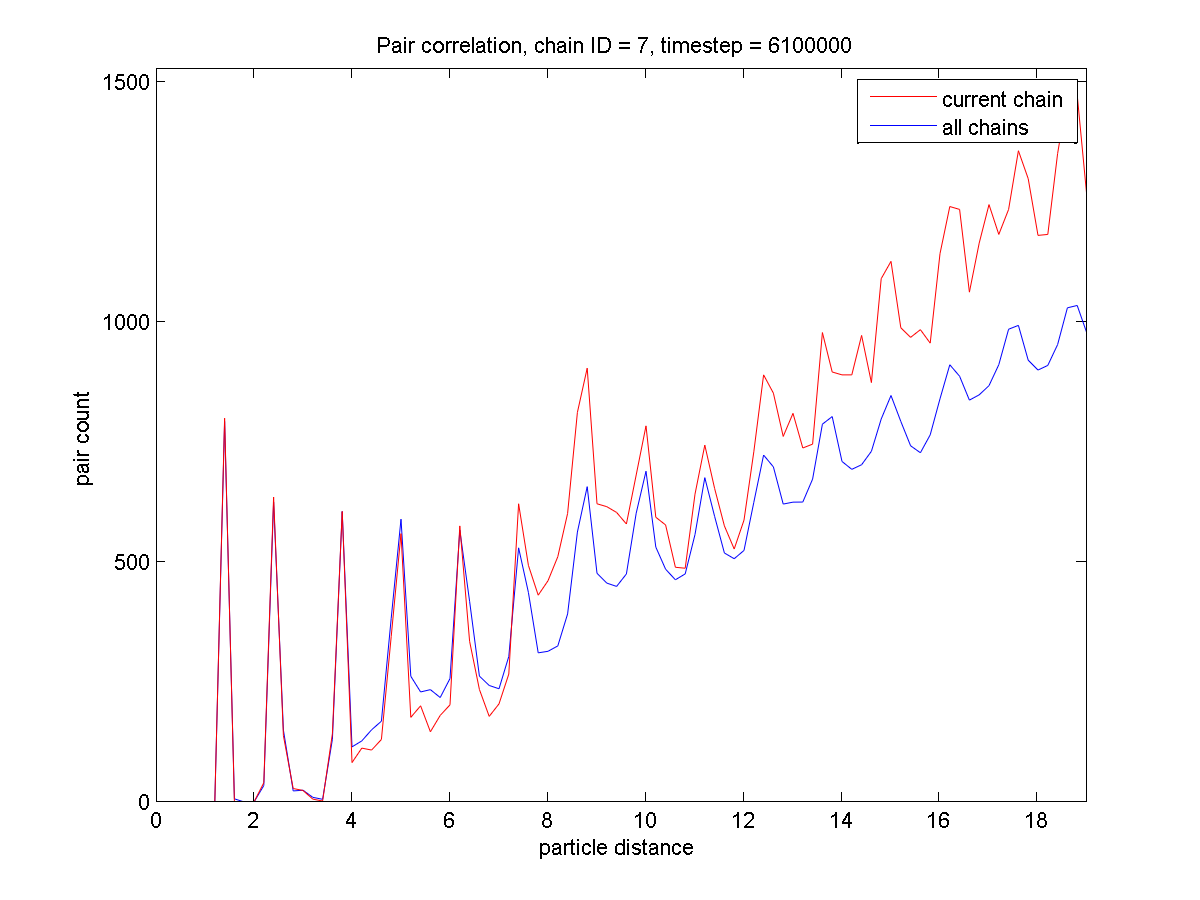 Pair correlation, chain ID = 7, timestep = 6100000
1500
current chain
all chains
1000
pair count
500
0
0 2 4 6 8 10 12 14 16 18
particle distance